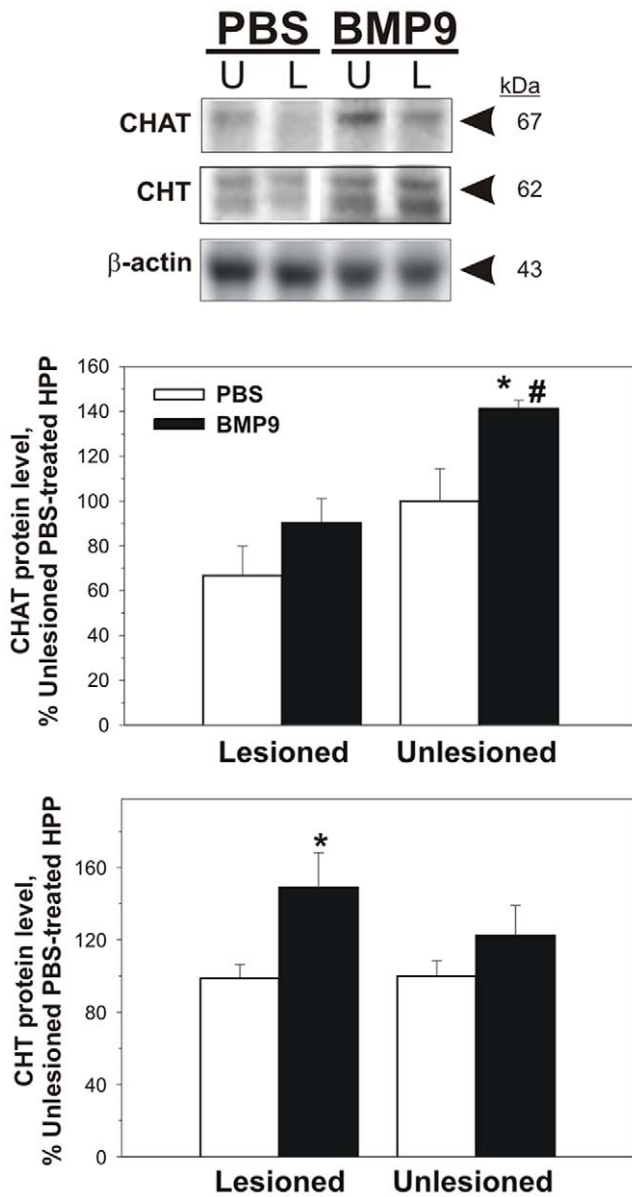 PBS BMP9
U L U L
kDa
CHAT 67
CHT 62
β-actin 43
160
140
120
100
80
60
40
20
0
CHAT protein level,
% Unlesioned PBS-treated HPP
PBS
BMP9
* #
Lesioned Unlesioned
160
120
80
40
0
CHT protein level,
% Unlesioned PBS-treated HPP
*
Lesioned Unlesioned